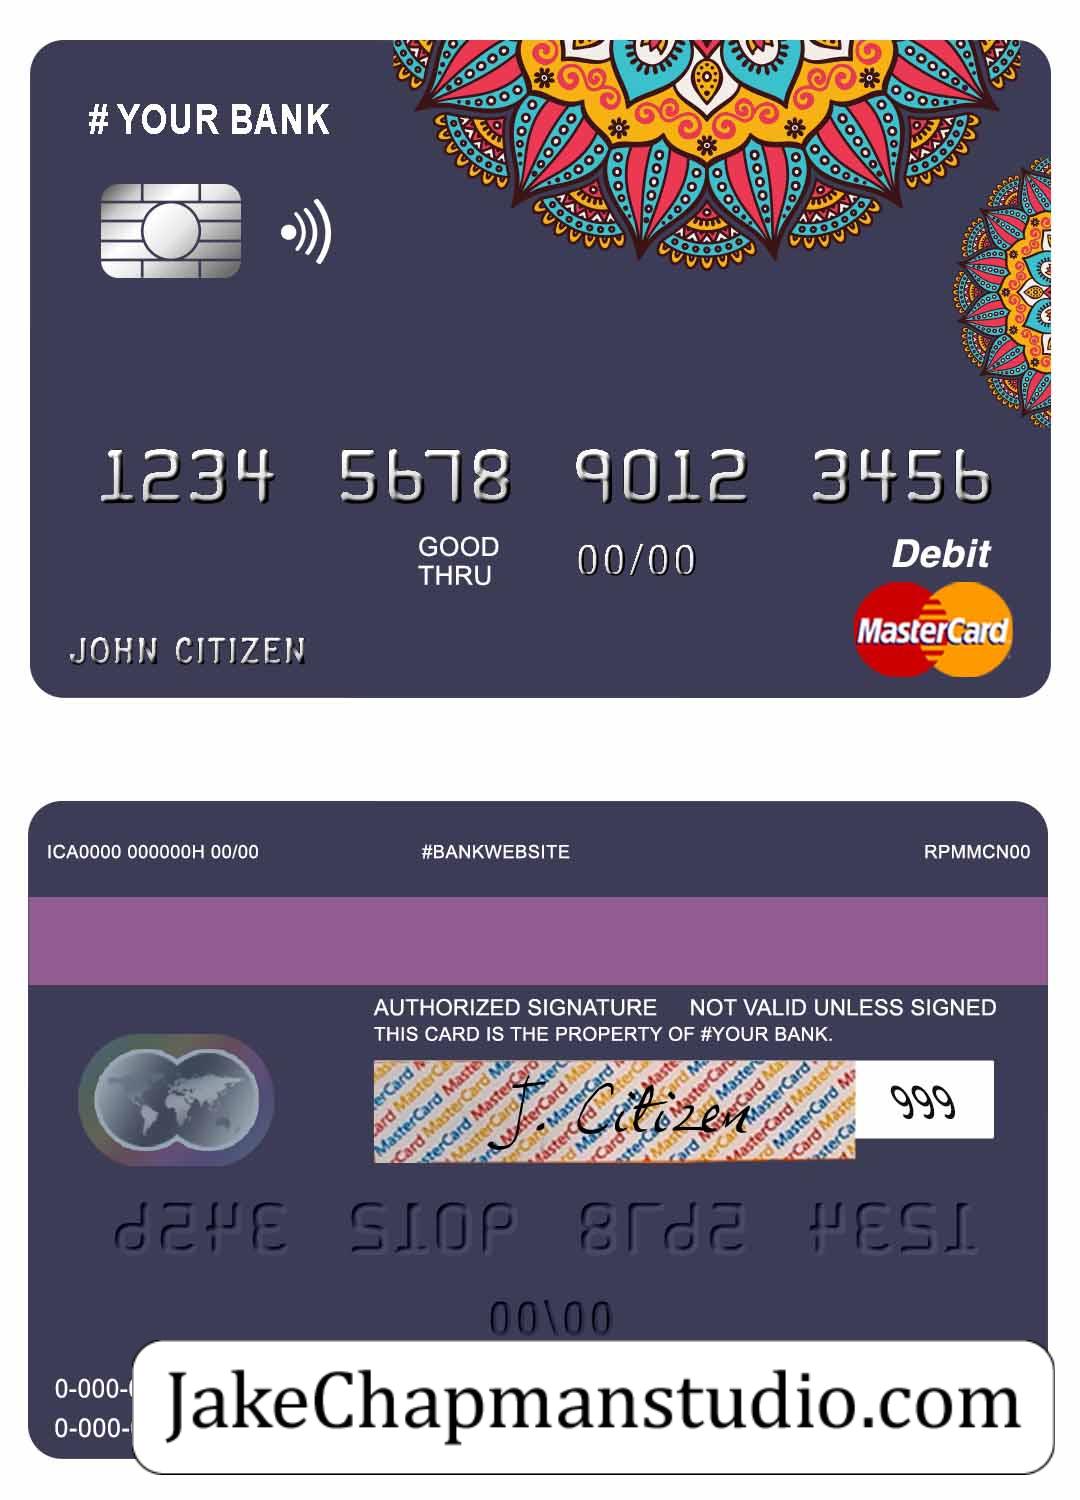 # YOUR BANK
1234 5678 9012 3456
GOOD
THRU
00/00
Debit
MasterCard
JOHN CITIZEN
ICA0000 000000H 00/00 #BANKWEBSITE RPMMCN00
AUTHORIZED SIGNATURE NOT VALID UNLESS SIGNED
THIS CARD IS THE PROPERTY OF #YOUR BANK.
J. Citizen
999
00/00
0-000-
0-000-
JakeChapmanstudio.com